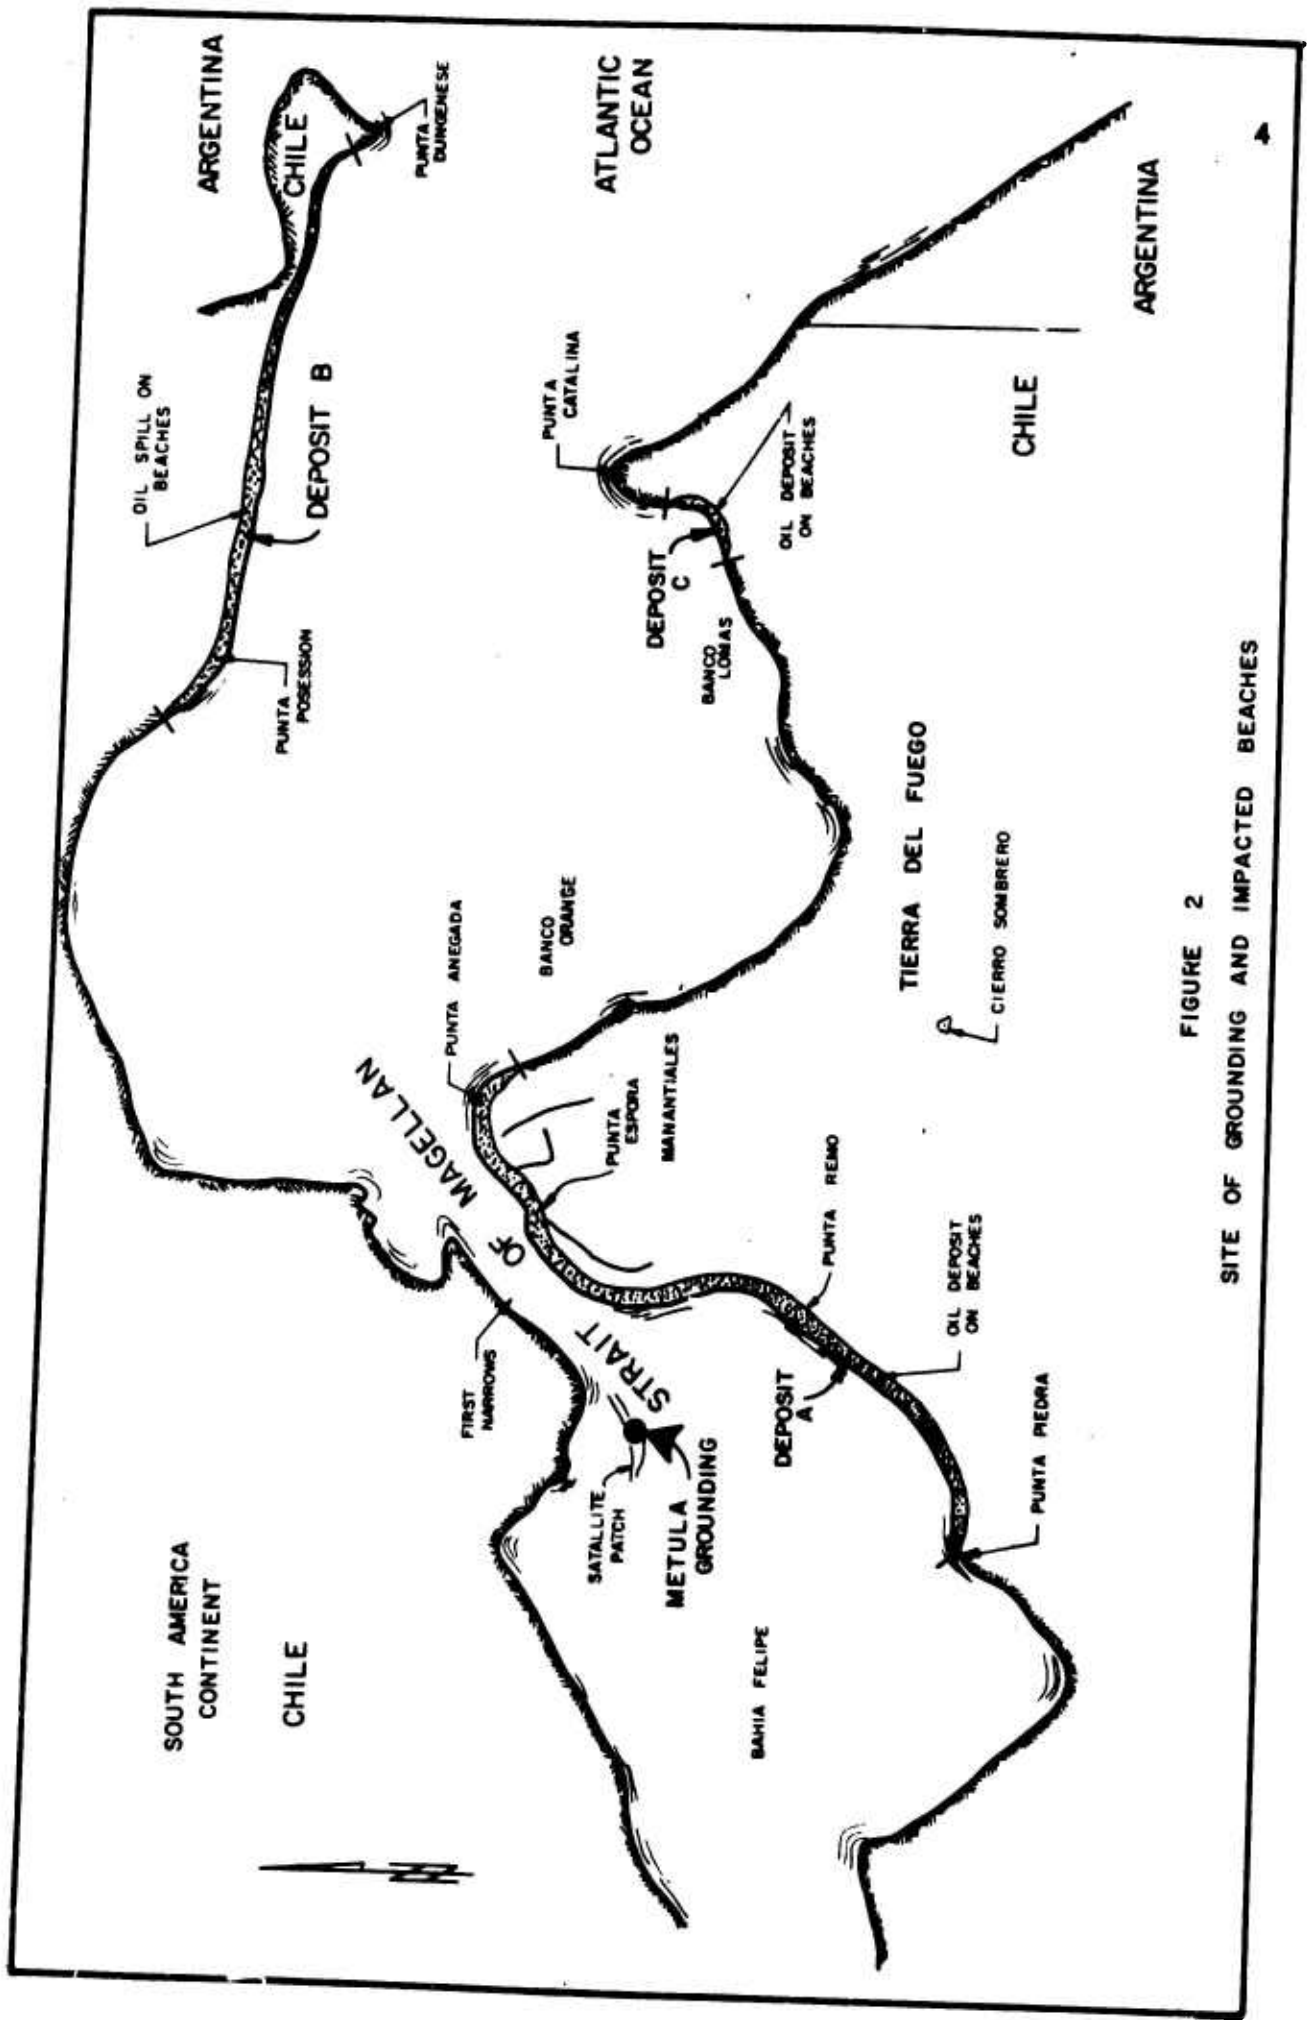 SOUTH AMERICA
CONTINENT
CHILE
OIL SPILL ON
BEACHES
ARGENTINA
CHILE
DEPOSIT B
PUNTA
POSESSION
PUNTA
DUNGENESE
ATLANTIC
OCEAN
FIRST
NARROWS
STRAIT OF MAGELLAN
PUNTA ANEGADA
BANCO
ORANGE
PUNTA
CATALINA
DEPOSIT
C
BANCO
LOMAS
OIL DEPOSIT
ON BEACHES
SATALLITE
PATCH
METULA
GROUNDING
PUNTA
ESPORA
MANANTIALES
BAHIA FELIPE
DEPOSIT
A
PUNTA REMO
OIL DEPOSIT
ON BEACHES
PUNTA PIEDRA
TIERRA DEL FUEGO
CIERRO SOMBRERO
CHILE
ARGENTINA
FIGURE 2
SITE OF GROUNDING AND IMPACTED BEACHES
4